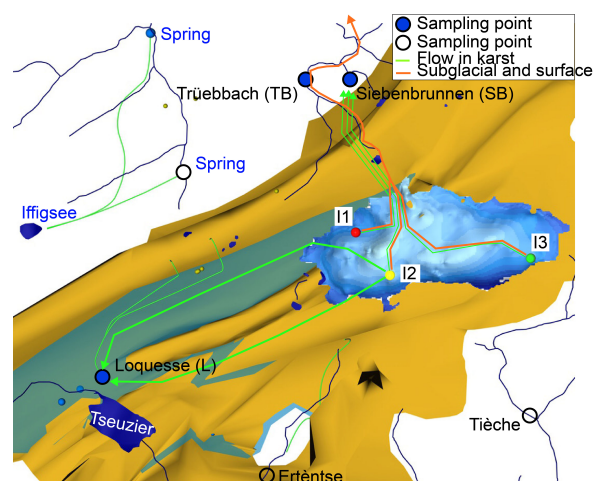 Sampling point
Sampling point
Flow in karst
Subglacial and surface
Spring
Trüebbach (TB)
Siebenbrunnen (SB)
Spring
Iffigsee
I1
I2
I3
Loquesse (L)
Tseuzier
Tièche
Ertèntse